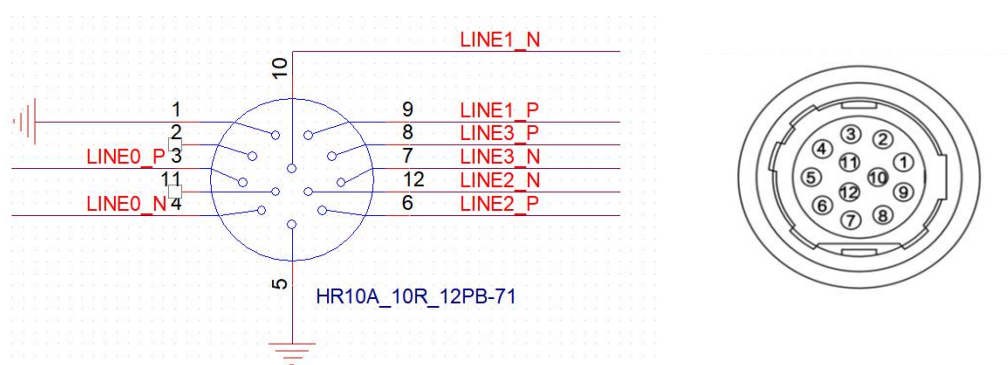 LINE1_N
10
1 9 LINE1_P
2 8 LINE3_P
LINE0_P 3 7 LINE3_N
11 12 LINE2_N
LINE0_N 4 6 LINE2_P
5
HR10A_10R_12PB-71
3 2
4 11 1
5 10
12 9
6 7 8